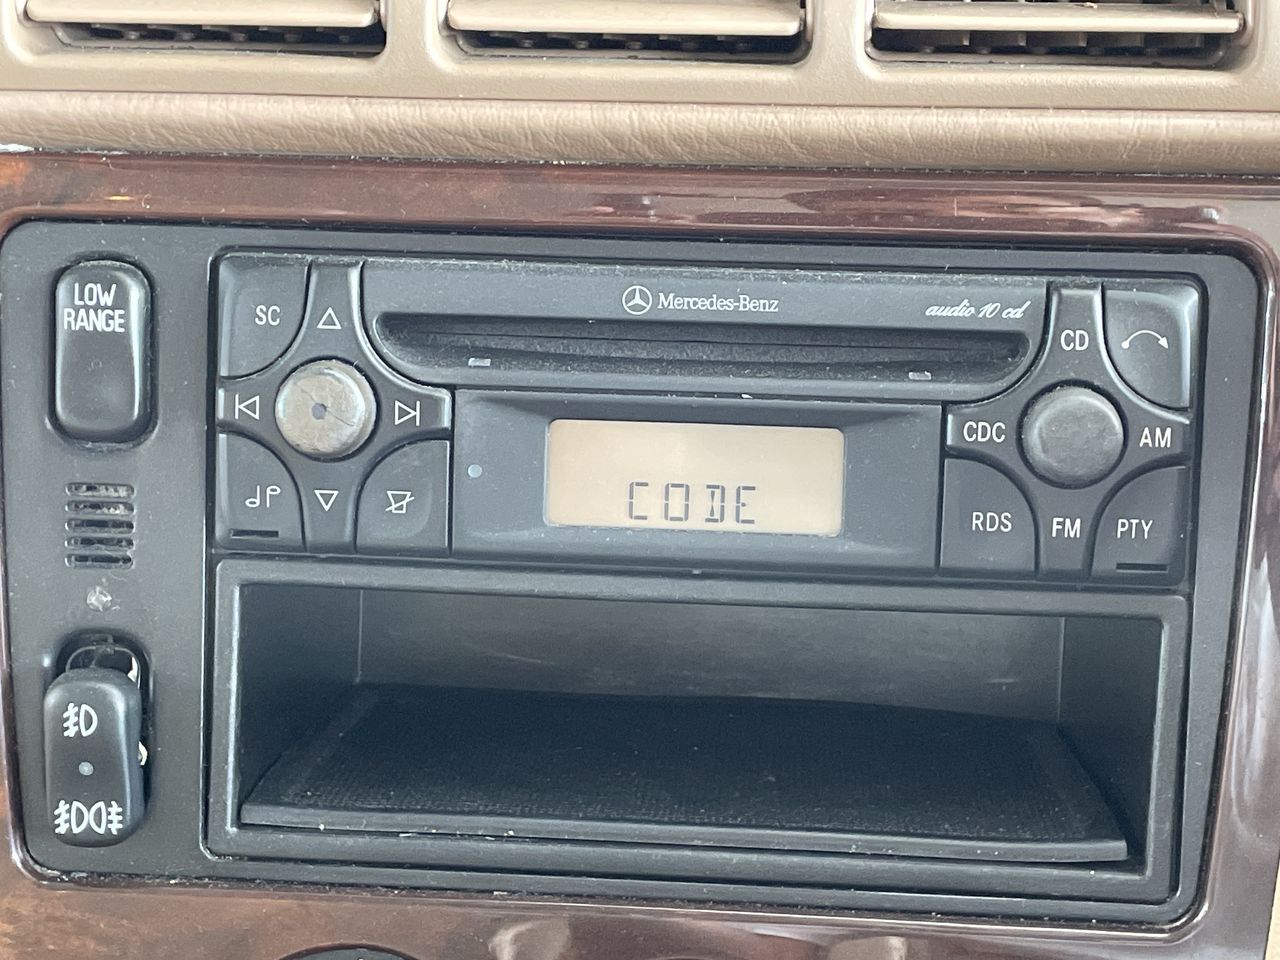 LOW
RANGE
SC
Mercedes-Benz
audio 10 cd
CD
CDC
AM
CODE
RDS
FM
PTY